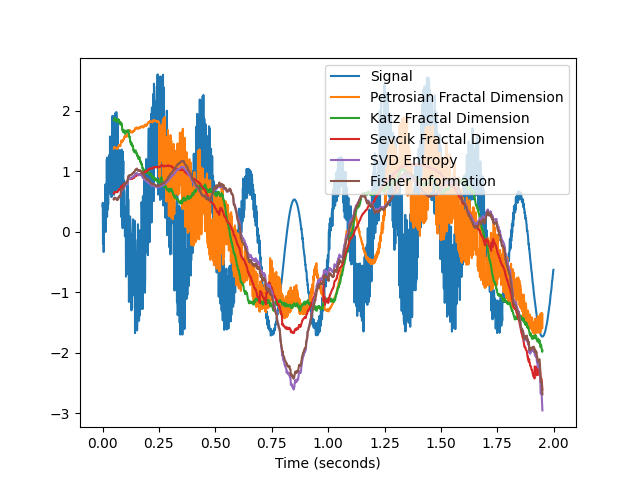 Signal
Petrosian Fractal Dimension
Katz Fractal Dimension
Sevcik Fractal Dimension
SVD Entropy
Fisher Information
2
1
0
−1
−2
−3
0.00 0.25 0.50 0.75 1.00 1.25 1.50 1.75 2.00
Time (seconds)